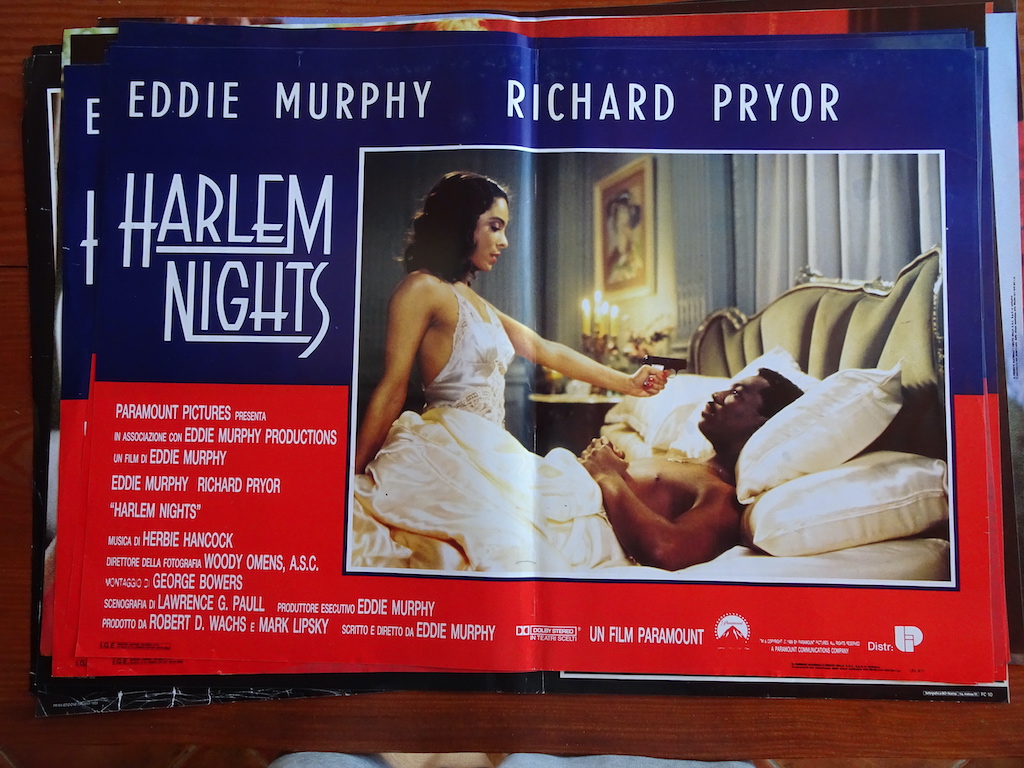 EDDIE MURPHY RICHARD PRYOR
HARLEM
NIGHTS
PARAMOUNT PICTURES PRESENTA
IN ASSOCIAZIONE CON EDDIE MURPHY PRODUCTIONS
UN FILM DI EDDIE MURPHY
EDDIE MURPHY RICHARD PRYOR
"HARLEM NIGHTS"
MUSICA DI HERBIE HANCOCK
DIRETTORE DELLA FOTOGRAFIA WOODY OMENS, A.S.C.
MONTAGGIO DI GEORGE BOWERS
SCENOGRAFIA DI LAWRENCE G. PAULL PRODUTTORE ESECUTIVO EDDIE MURPHY
PRODOTTO DA ROBERT D. WACHS E MARK LIPSKY SCRITTO E DIRETTO DA EDDIE MURPHY
DOLBY STEREO
IN TEATRI SCELTI
UN FILM PARAMOUNT
Paramount
A PARAMOUNT COMMUNICATIONS COMPANY
Distr:
E
H